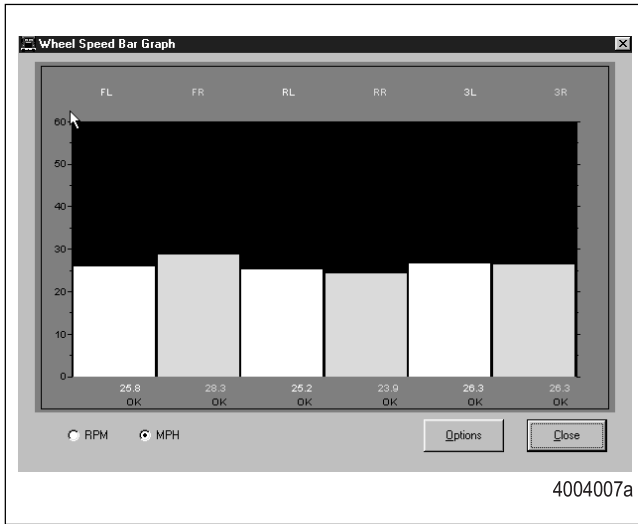 Wheel Speed Bar Graph
FL FR RL RR 3L 3R
60
50
40
30
20
10
0
25.8 28.3 25.2 23.9 26.3 26.3
OK OK OK OK OK OK
RPM MPH Options Close
4004007a